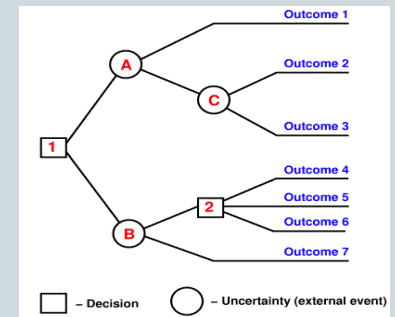 Outcome 1
A
Outcome 2
C
Outcome 3
1
Outcome 4
Outcome 5
2
Outcome 6
B
Outcome 7
– Decision
– Uncertainty (external event)